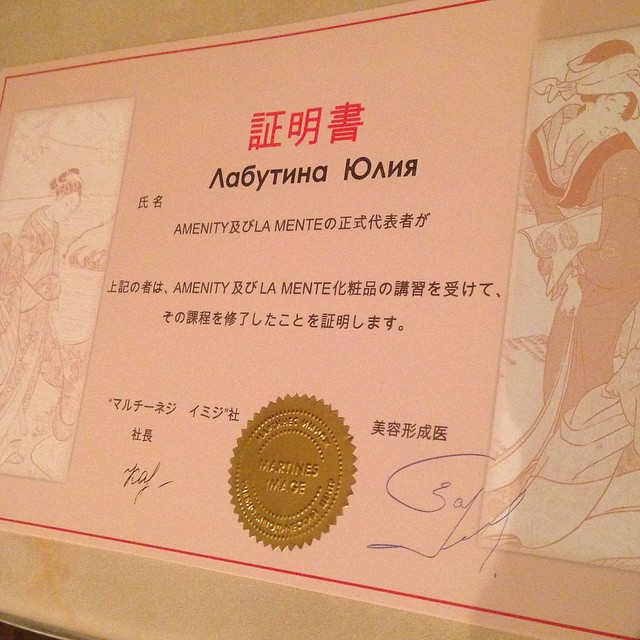 証明書
Лабутина Юлия
氏名
AMENITY及びLA MENTEの正式代表者が
上記の者は、AMENITY及びLA MENTE化粧品の講習を受けて、
その課程を修了したことを証明します。
“マルチーネジ イミジ”社
社長
美容形成医
MARTINES
IMAGE